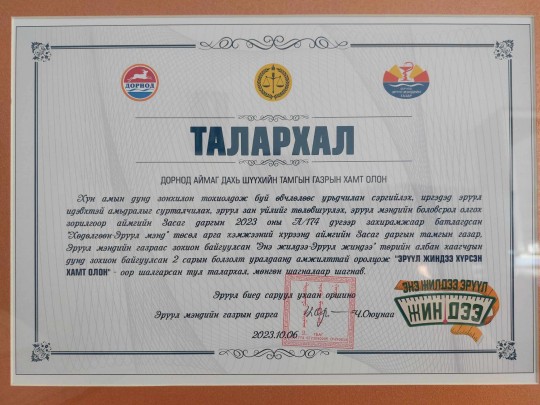 ДОРНОД
ТАЛАРХАЛ
ДОРНОД АЙМАГ ДАХЬ ШҮҮХИЙН ТАМГЫН ГАЗРЫН ХАМТ ОЛОН
Хүн амын дунд зонхилон тохиолдож буй өвчлөлөөс урьдчилан сэргийлэх, иргэдэд эрүүл
идэвхтэй амьдралыг сурталчилах, эрүүл зан үйлийг төлөвшүүлэх, эрүүл мэндийн боловсрол олгох
зорилгоор аймгийн Засаг даргын 2023 оны А/174 дүгээр захирамжаар батлагдсан
"Хөдөлгөөн-Эрүүл мэнд" төсөл арга хэмжээний хүрээнд аймгийн Засаг даргын тамгын газар,
Эрүүл мэндийн газраас зохион байгуулсан "Энэ жилдээ-Эрүүл жиндээ" төрийн албан хаагчдын
дунд зохион байгуулсан 2 сарын болзолт уралдаанд амжилттай оролцож "ЭРҮҮЛ ЖИНДЭЭ ХҮРСЭН
ХАМТ ОЛОН" - оор шалгарсан тул талархал, мөнгөн шагналаар шагнав.
Эрүүл биед саруул ухаан оршино
Эрүүл мэндийн газрын дарга Ч.Оюунаа
2023.10.06
ЭНЭ ЖИЛДЭЭ ЭРҮҮЛ
ЖИНДЭЭ